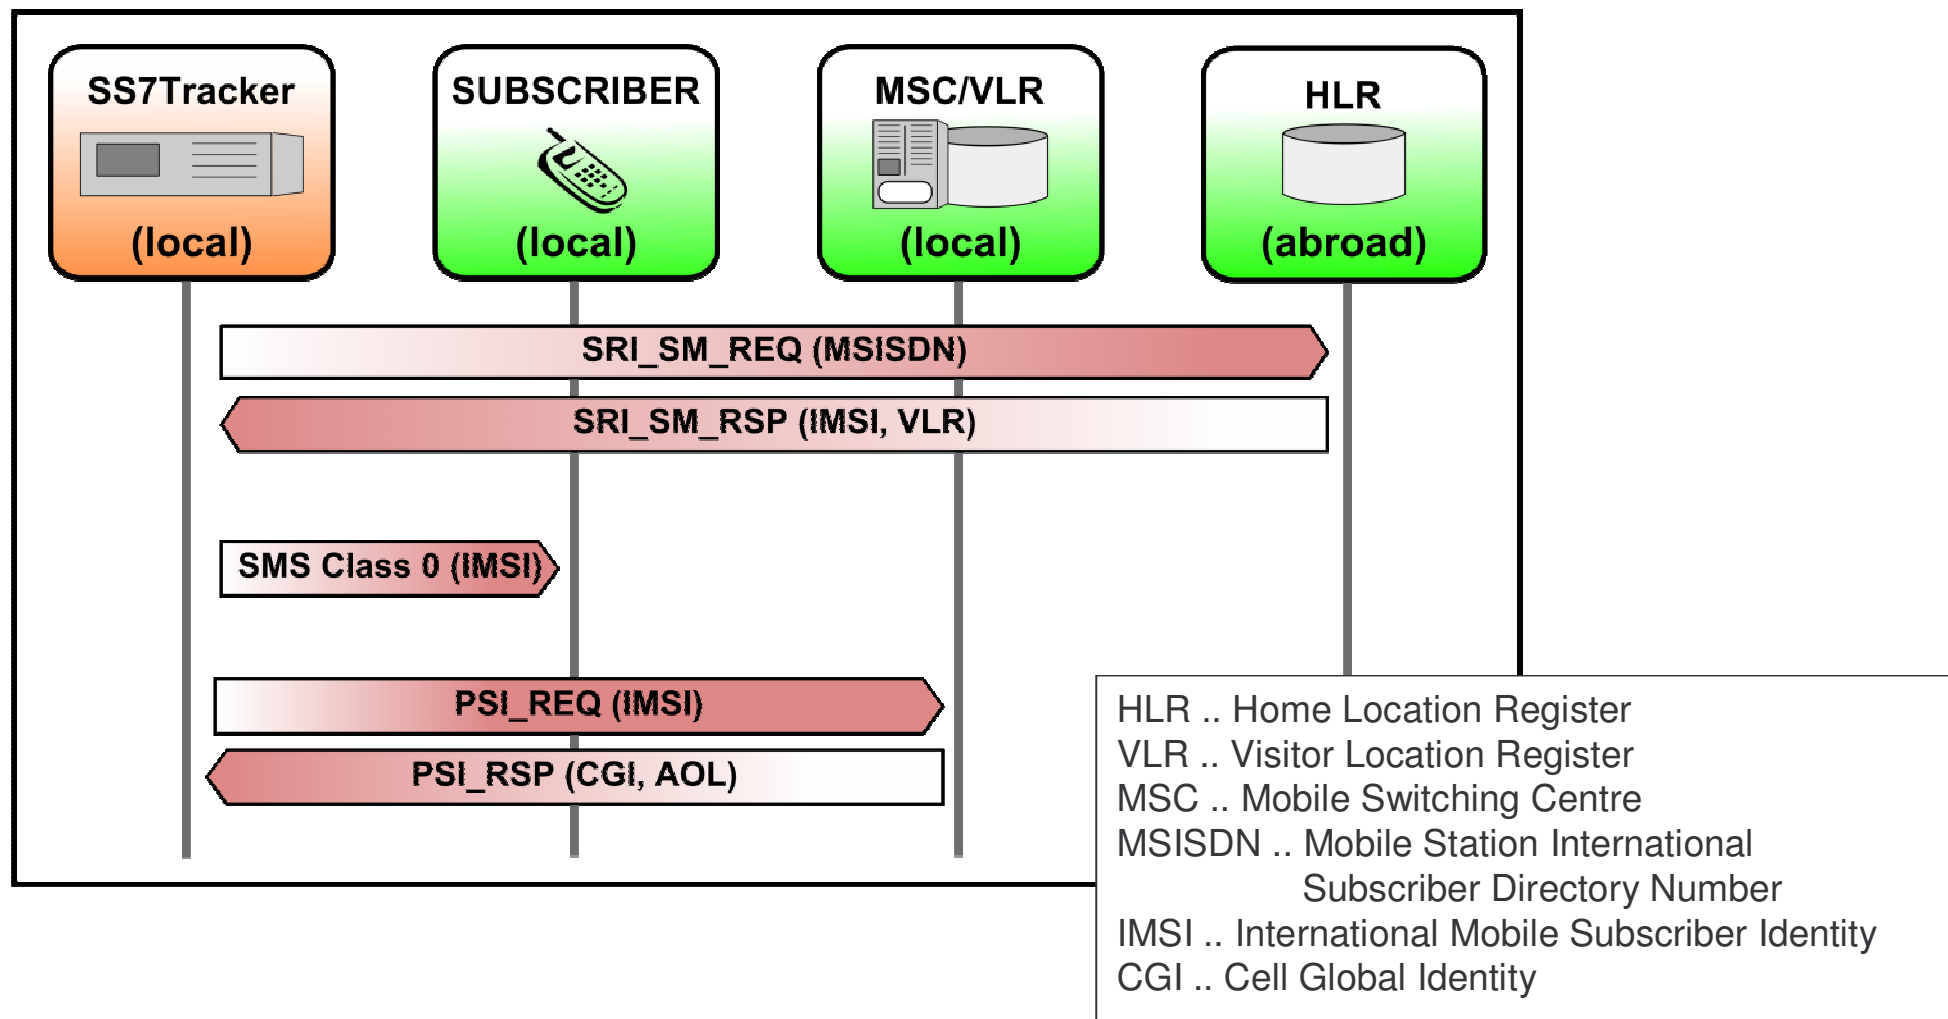 SS7Tracker
(local)
SUBSCRIBER
(local)
MSC/VLR
(local)
HLR
(abroad)
SRI_SM_REQ (MSISDN)
SRI_SM_RSP (IMSI, VLR)
SMS Class 0 (IMSI)
PSI_REQ (IMSI)
PSI_RSP (CGI, AOL)
HLR .. Home Location Register
VLR .. Visitor Location Register
MSC .. Mobile Switching Centre
MSISDN .. Mobile Station International
Subscriber Directory Number
IMSI .. International Mobile Subscriber Identity
CGI .. Cell Global Identity